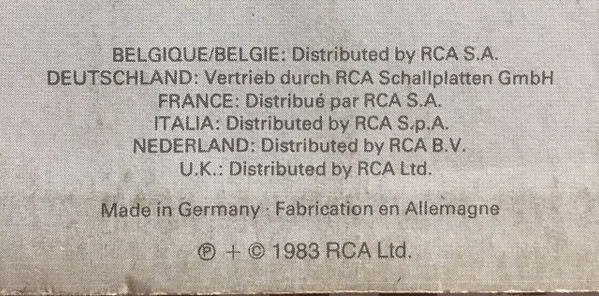 BELGIQUE/BELGIE: Distributed by RCA S.A.
DEUTSCHLAND: Vertrieb durch RCA Schallplatten GmbH
FRANCE: Distribué par RCA S.A.
ITALIA: Distributed by RCA S.p.A.
NEDERLAND: Distributed by RCA B.V.
U.K.: Distributed by RCA Ltd.
Made in Germany · Fabrication en Allemagne
℗ + © 1983 RCA Ltd.